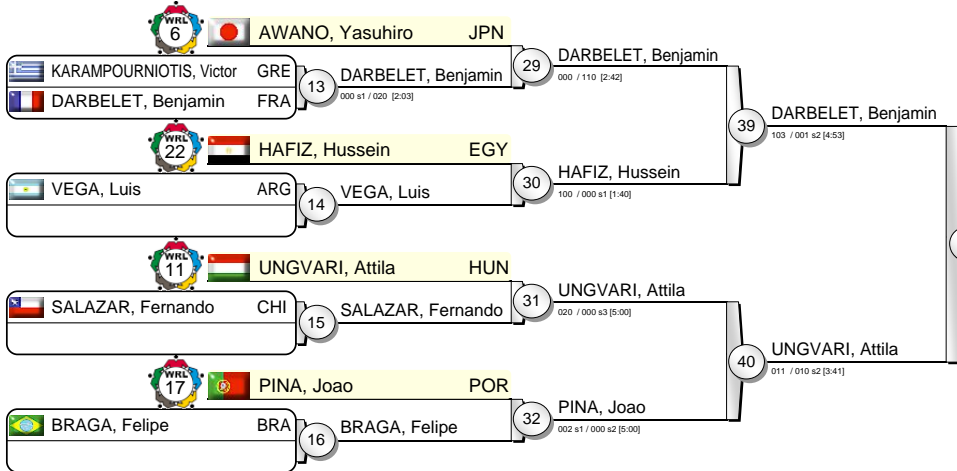 WRL
6
AWANO, Yasuhiro JPN
KARAMPOURNIOTIS, Victor GRE
DARBELET, Benjamin FRA
13
DARBELET, Benjamin
000 s1 / 020 [2:03]
29
DARBELET, Benjamin
000 / 110 [2:42]
WRL
22
HAFIZ, Hussein EGY
VEGA, Luis ARG
14
VEGA, Luis
30
HAFIZ, Hussein
100 / 000 s1 [1:40]
39
DARBELET, Benjamin
103 / 001 s2 [4:53]
WRL
11
UNGVARI, Attila HUN
SALAZAR, Fernando CHI
15
SALAZAR, Fernando
31
UNGVARI, Attila
020 / 000 s3 [5:00]
WRL
17
PINA, Joao POR
BRAGA, Felipe BRA
16
BRAGA, Felipe
32
PINA, Joao
002 s1 / 000 s2 [5:00]
40
UNGVARI, Attila
011 / 010 s2 [3:41]